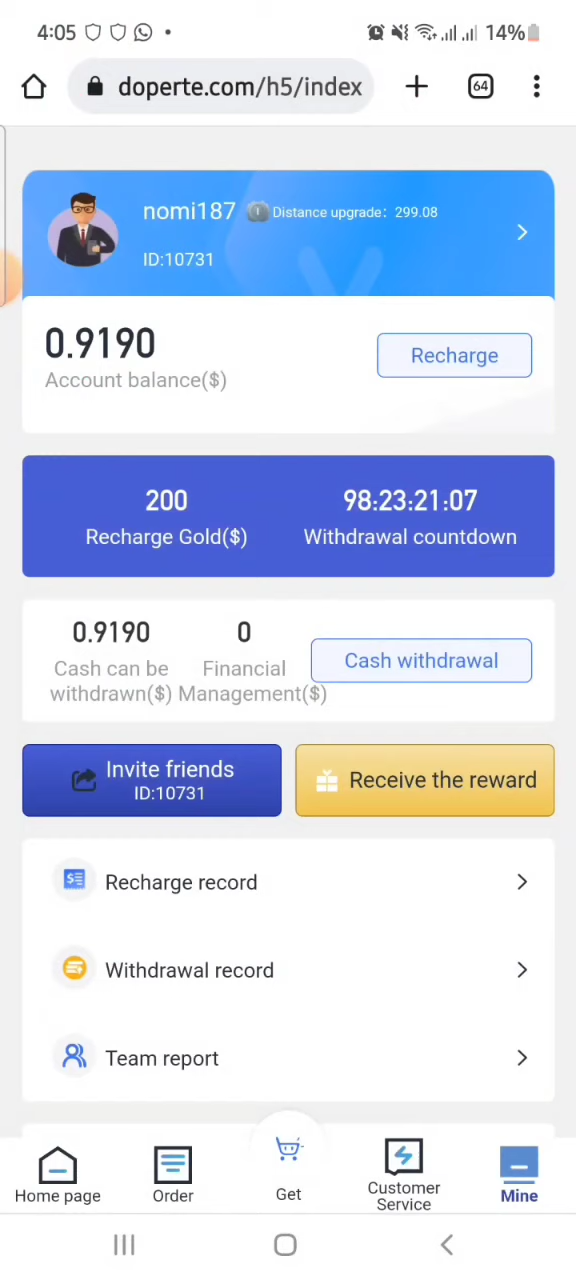 4:05
14%
doperte.com/h5/index
64
nomi187 Distance upgrade: 299.08
ID:10731
0.9190
Account balance($)
Recharge
200
Recharge Gold($)
98:23:21:07
Withdrawal countdown
0.9190
Cash can be
withdrawn($)
0
Financial
Management($)
Cash withdrawal
Invite friends
ID:10731
Receive the reward
Recharge record
Withdrawal record
Team report
Home page
Order
Get
Customer
Service
Mine